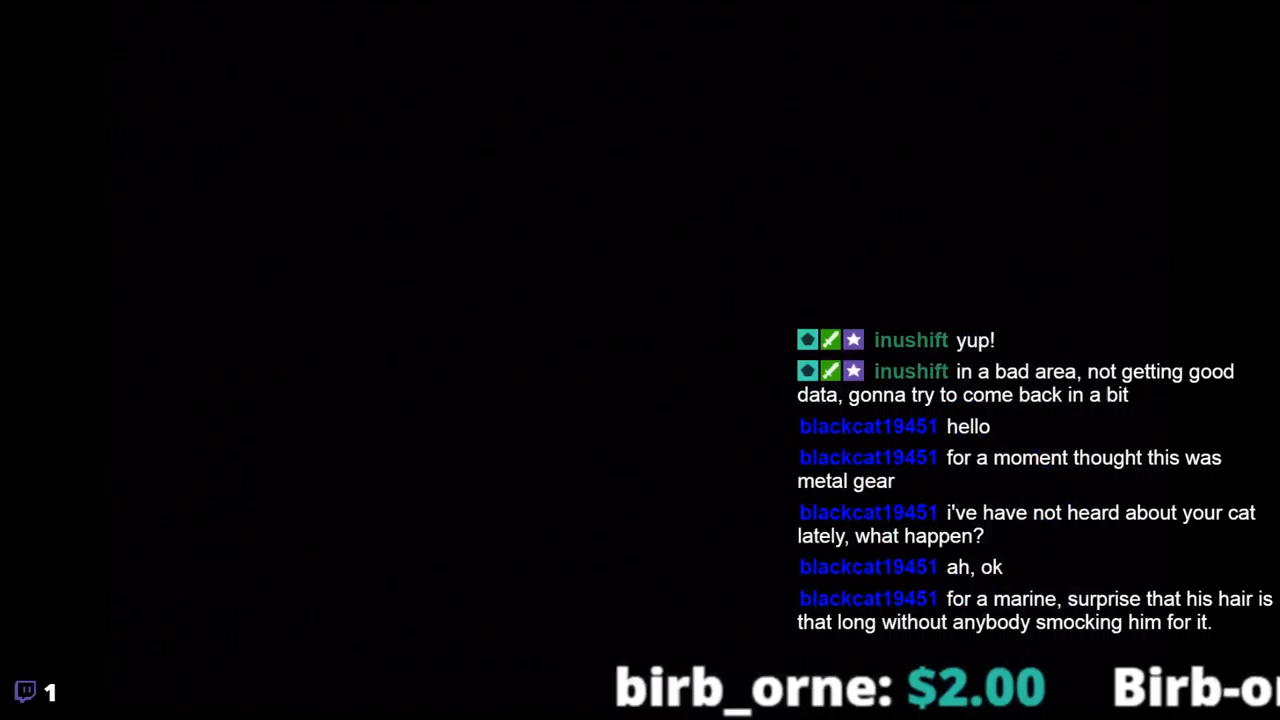 inushift yup!
inushift in a bad area, not getting good
data, gonna try to come back in a bit
blackcat19451 hello
blackcat19451 for a moment thought this was
metal gear
blackcat19451 i've have not heard about your cat
lately, what happen?
blackcat19451 ah, ok
blackcat19451 for a marine, surprise that his hair is
that long without anybody smocking him for it.
birb_orne: $2.00 Birb-or
1